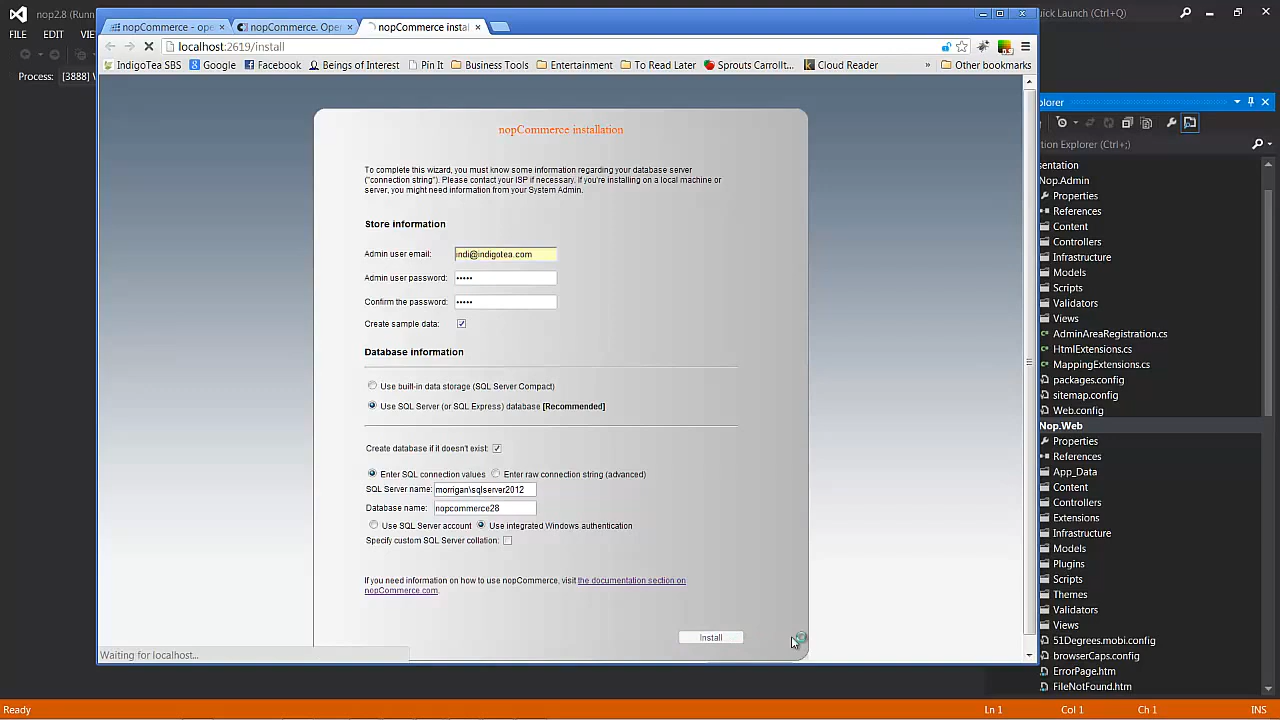 nop2.8 (Runn
Quick Launch (Ctrl+Q)
FILE
EDIT
VIE
Process:
[3888] W
nopCommerce - ope
nopCommerce. Open
nopCommerce insta
localhost:2619/install
IndigoTea SBS
Google
Facebook
Beings of Interest
Pin It
Business Tools
Entertainment
To Read Later
Sprouts Carrollt...
Cloud Reader
»
Other bookmarks
nopCommerce installation
To complete this wizard, you must know some information regarding your database server
("connection string"). Please contact your ISP if necessary. If you're installing on a local machine or
server, you might need information from your System Admin.
Store information
Admin user email:
indi@indigotea.com
Admin user password:
•••••
Confirm the password:
•••••
Create sample data:
Database information
Use built-in data storage (SQL Server Compact)
Use SQL Server (or SQL Express) database [Recommended]
Create database if it doesn't exist:
Enter SQL connection values
Enter raw connection string (advanced)
SQL Server name:
morrigan\sqlserver2012
Database name:
nopcommerce28
Use SQL Server account
Use integrated Windows authentication
Specify custom SQL Server collation:
If you need information on how to use nopCommerce, visit the documentation section on
nopCommerce.com.
Install
Waiting for localhost...
plorer
tion Explorer (Ctrl+;)
sentation
Nop.Admin
Properties
References
Content
Controllers
Infrastructure
Models
Scripts
Validators
Views
AdminAreaRegistration.cs
HtmlExtensions.cs
MappingExtensions.cs
packages.config
sitemap.config
Web.config
Nop.Web
Properties
References
App_Data
Content
Controllers
Extensions
Infrastructure
Models
Plugins
Scripts
Themes
Validators
Views
51Degrees.mobi.config
browserCaps.config
ErrorPage.htm
FileNotFound.htm
Ready
Ln 1
Col 1
Ch 1
INS